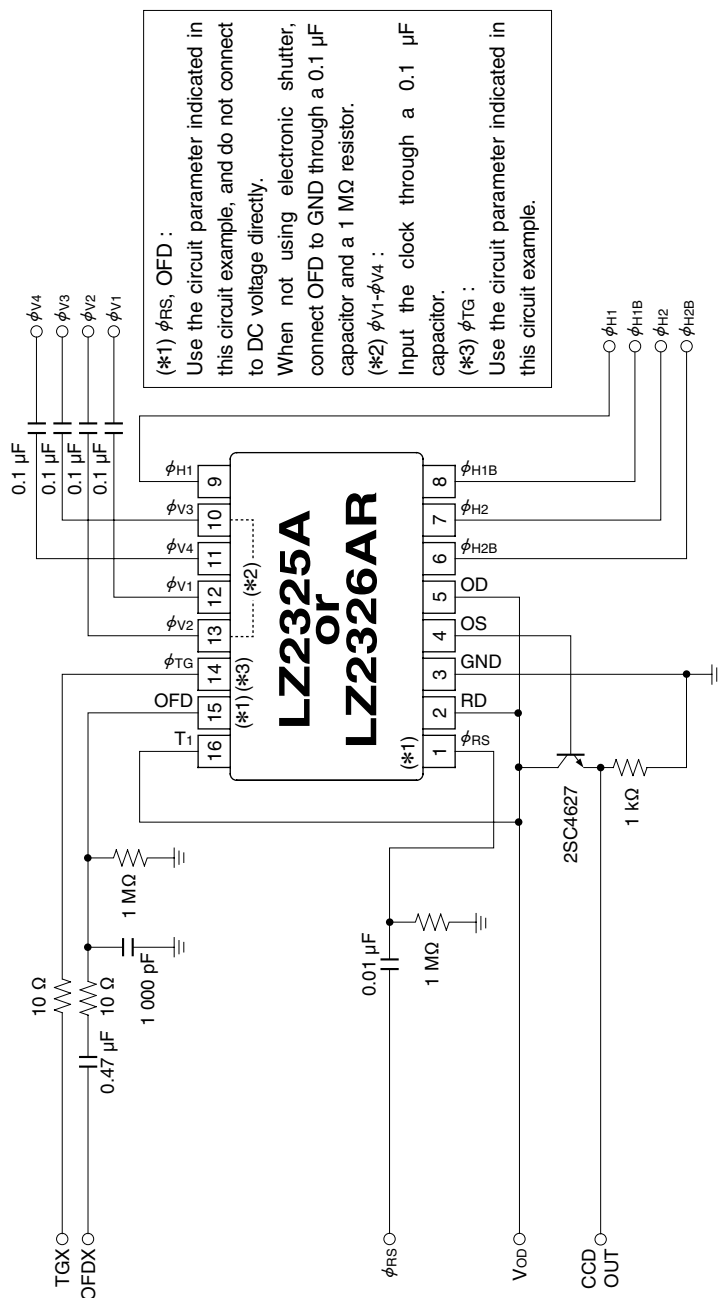 (*1) ϕRS, OFD :
Use the circuit parameter indicated in
this circuit example, and do not connect
to DC voltage directly.
When not using electronic shutter,
connect OFD to GND through a 0.1 µF
capacitor and a 1 MΩ resistor.
(*2) ϕV1-ϕV4 :
Input the clock through a 0.1 µF
capacitor.
(*3) ϕTG :
Use the circuit parameter indicated in
this circuit example.
ϕV4
ϕV3
ϕV2
ϕV1
0.1 µF
0.1 µF
0.1 µF
0.1 µF
TGX
OFDX
10 Ω
10 Ω
0.47 µF
1 000 pF
1 MΩ
T1
OFD
ϕTG
ϕV2
ϕV1
ϕV4
ϕV3
ϕH1
16
15
14
13
12
11
10
9
(*1)
(*3)
(*2)
LZ2325A
or
LZ2326AR
(*1)
1
2
3
4
5
6
7
8
ϕRS
RD
GND
OS
OD
ϕH2B
ϕH2
ϕH1B
ϕH1
ϕH1B
ϕH2
ϕH2B
ϕRS
0.01 µF
1 MΩ
VOD
2SC4627
1 kΩ
CCD
OUT